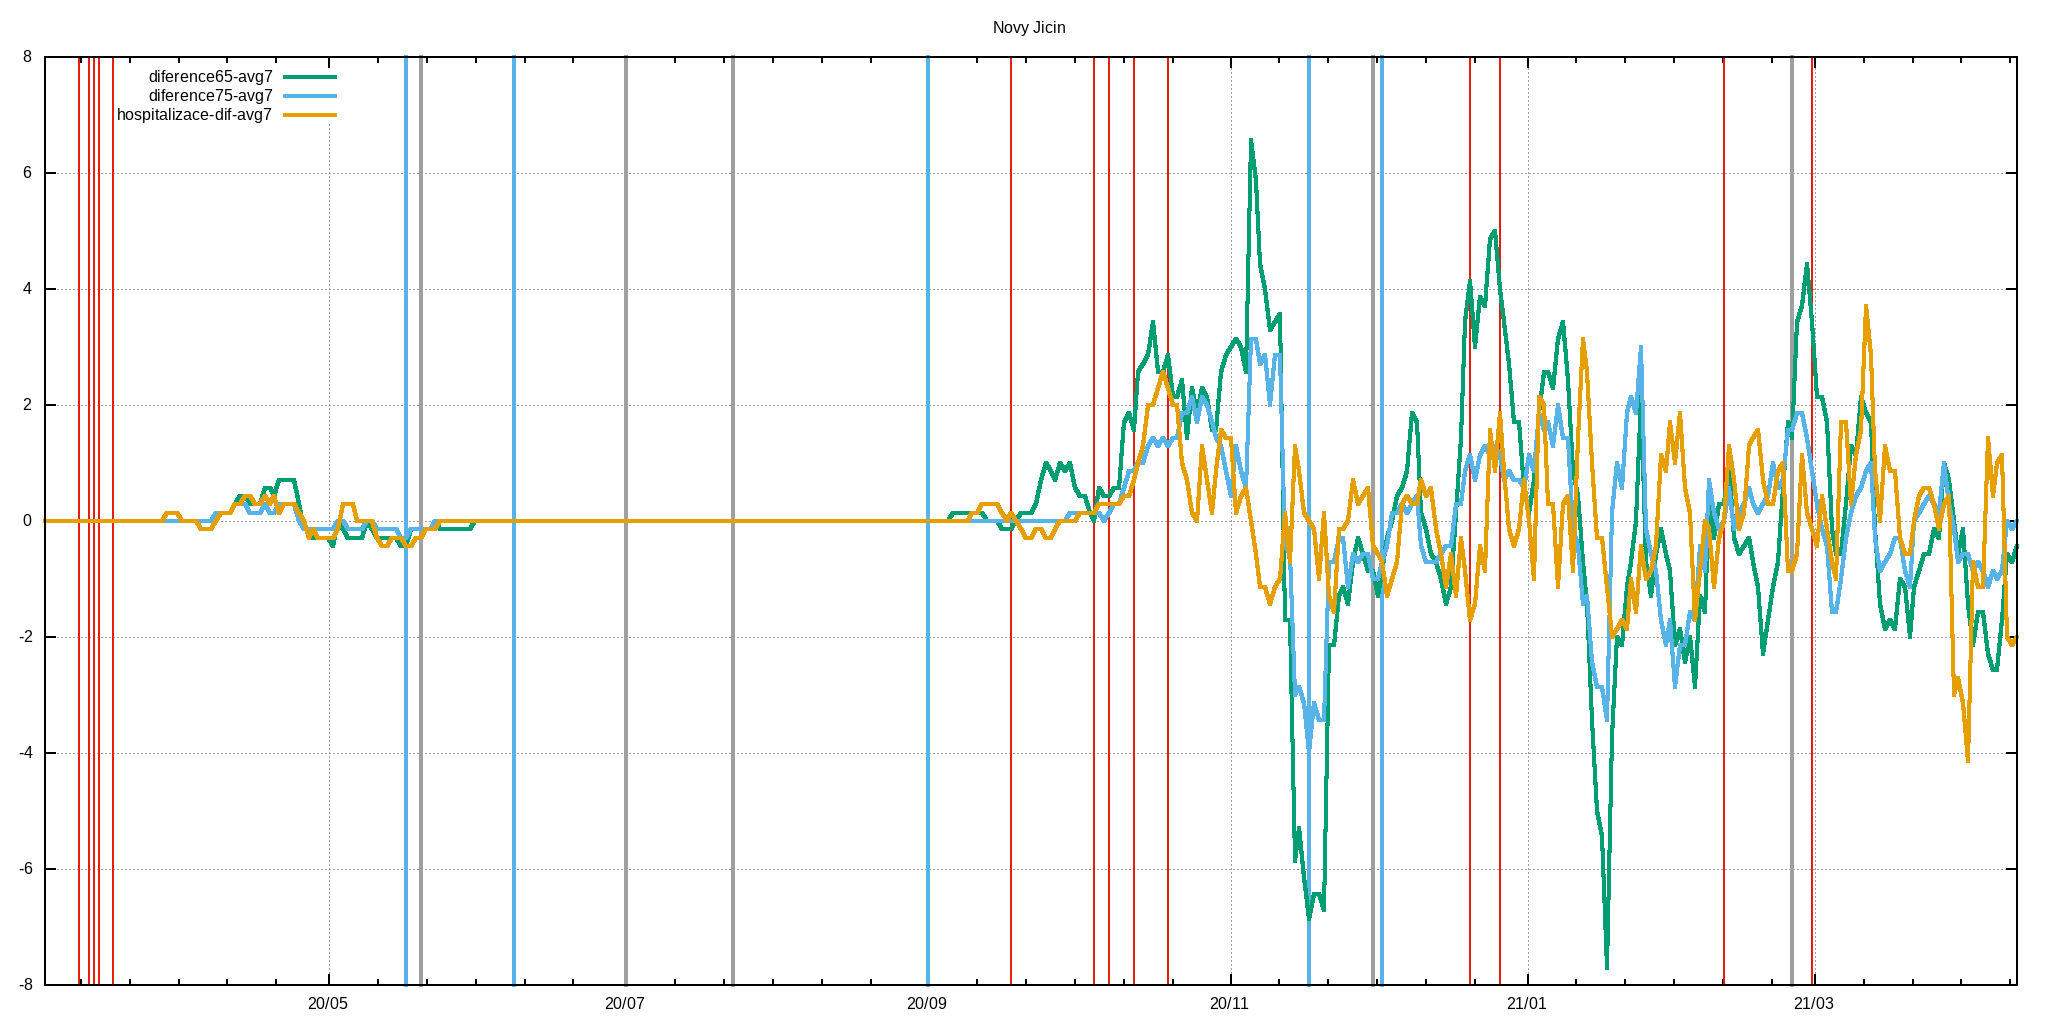 Novy Jicin
8
diference65-avg7
diference75-avg7
hospitalizace-dif-avg7
6
4
2
0
-2
-4
-6
-8
20/05 20/07 20/09 20/11 21/01 21/03